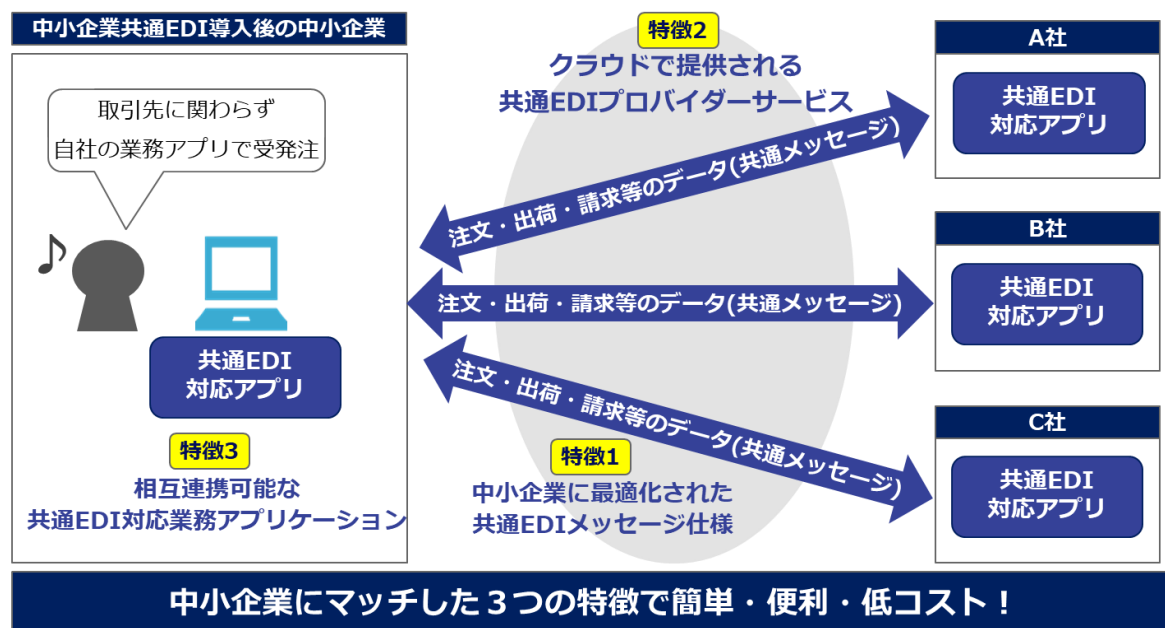 中小企業共通EDI導入後の中小企業
取引先に関わらず
自社の業務アプリで受発注
共通EDI
対応アプリ
特徴3
相互連携可能な
共通EDI対応業務アプリケーション
特徴2
クラウドで提供される
共通EDIプロバイダーサービス
注文・出荷・請求等のデータ(共通メッセージ)
注文・出荷・請求等のデータ(共通メッセージ)
注文・出荷・請求等のデータ(共通メッセージ)
特徴1
中小企業に最適化された
共通EDIメッセージ仕様
A社
共通EDI
対応アプリ
B社
共通EDI
対応アプリ
C社
共通EDI
対応アプリ
中小企業にマッチした３つの特徴で簡単・便利・低コスト！